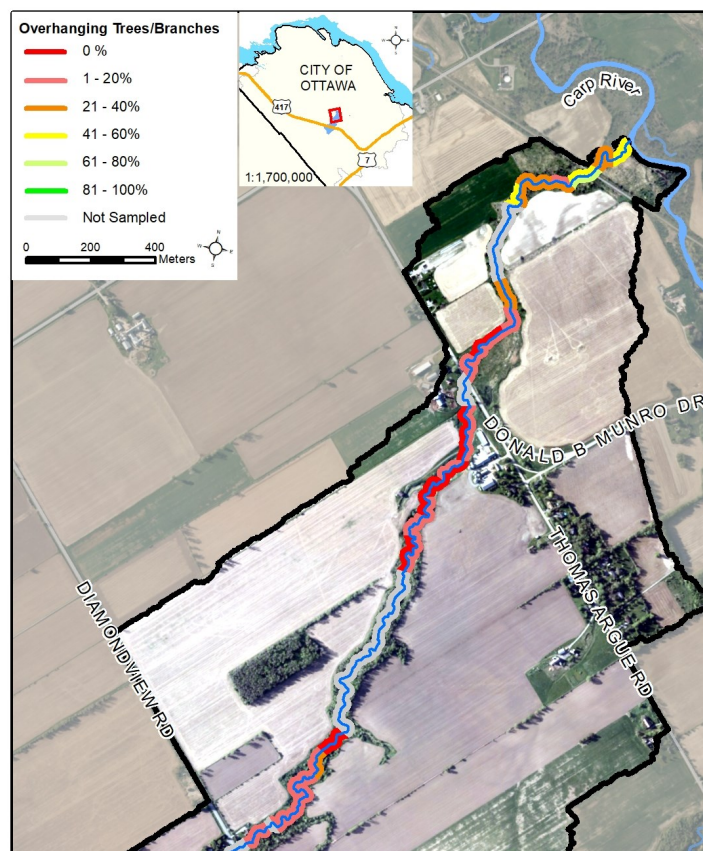 Overhanging Trees/Branches
0 %
1 - 20%
21 - 40%
41 - 60%
61 - 80%
81 - 100%
Not Sampled
0 200 400
Meters
N
W E
S
CITY OF
OTTAWA
417
7
1:1,700,000
Carp River
DONALD B MUNRO DR
THOMAS ARGUE RD
DIAMONDVIEW RD